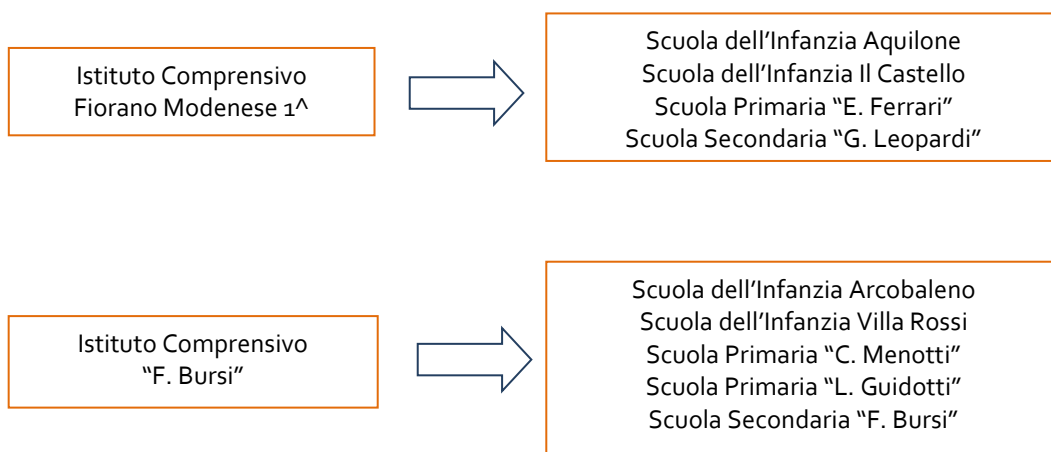 Istituto Comprensivo
Fiorano Modenese 1^
Scuola dell’Infanzia Aquilone
Scuola dell’Infanzia Il Castello
Scuola Primaria “E. Ferrari”
Scuola Secondaria “G. Leopardi”
Istituto Comprensivo
“F. Bursi”
Scuola dell’Infanzia Arcobaleno
Scuola dell’Infanzia Villa Rossi
Scuola Primaria “C. Menotti”
Scuola Primaria “L. Guidotti”
Scuola Secondaria “F. Bursi”